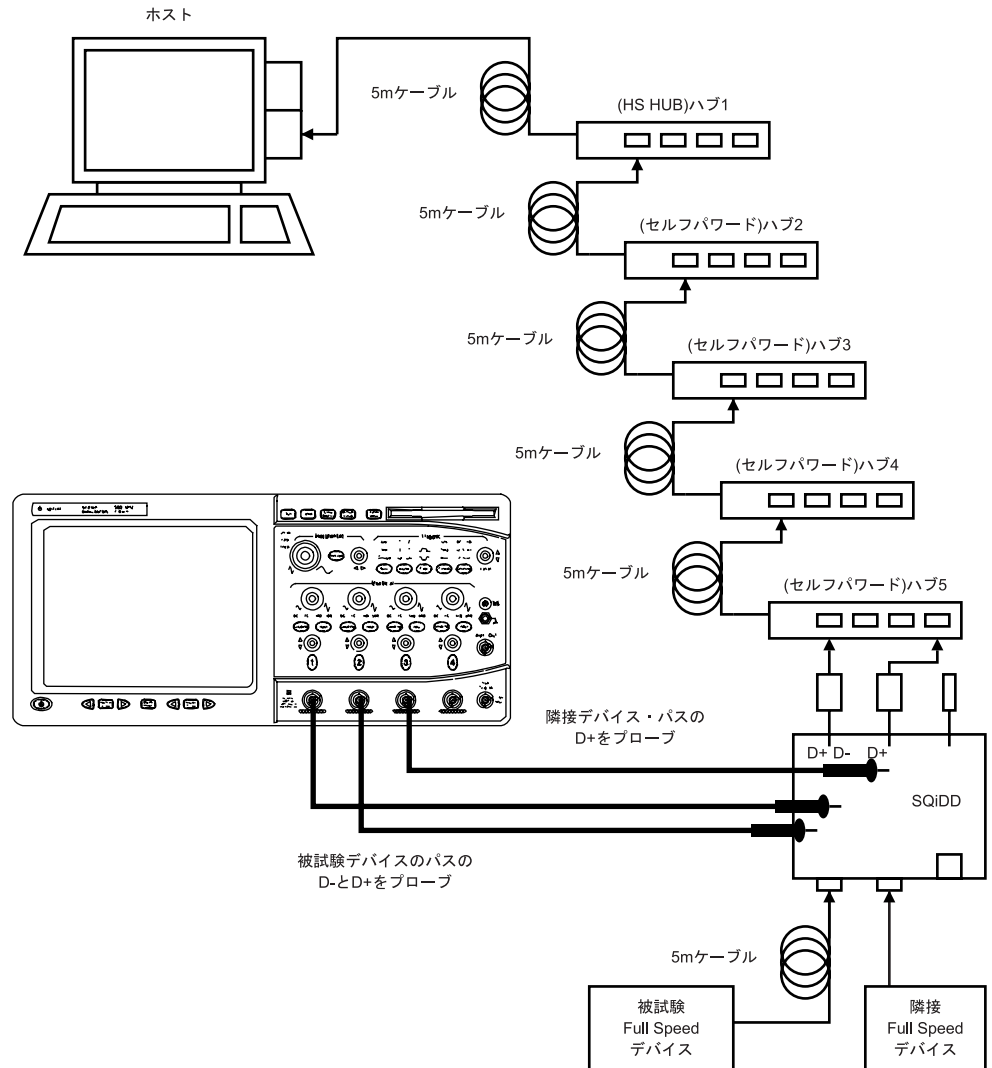 ホスト
5mケーブル
(HS HUB)ハブ1
5mケーブル
(セルフパワード)ハブ2
5mケーブル
(セルフパワード)ハブ3
5mケーブル
(セルフパワード)ハブ4
5mケーブル
(セルフパワード)ハブ5
1
2
3
4
隣接デバイス・パスの
D+をプローブ
D+ D- D+
SQiDD
被試験デバイスのパスの
D-とD+をプローブ
5mケーブル
被試験
Full Speed
デバイス
隣接
Full Speed
デバイス